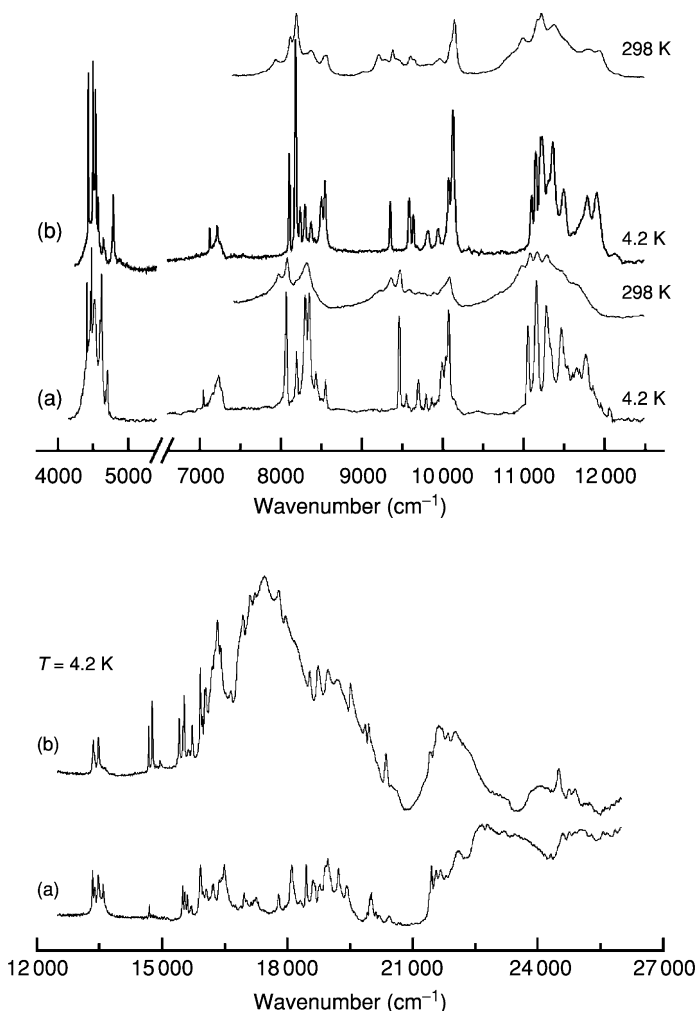 298 K
(b)
4.2 K
298 K
(a)
4.2 K
4000 5000 7000 8000 9000 10 000 11 000 12 000
Wavenumber (cm⁻¹)
T = 4.2 K
(b)
(a)
12 000 15 000 18 000 21 000 24 000 27 000
Wavenumber (cm⁻¹)